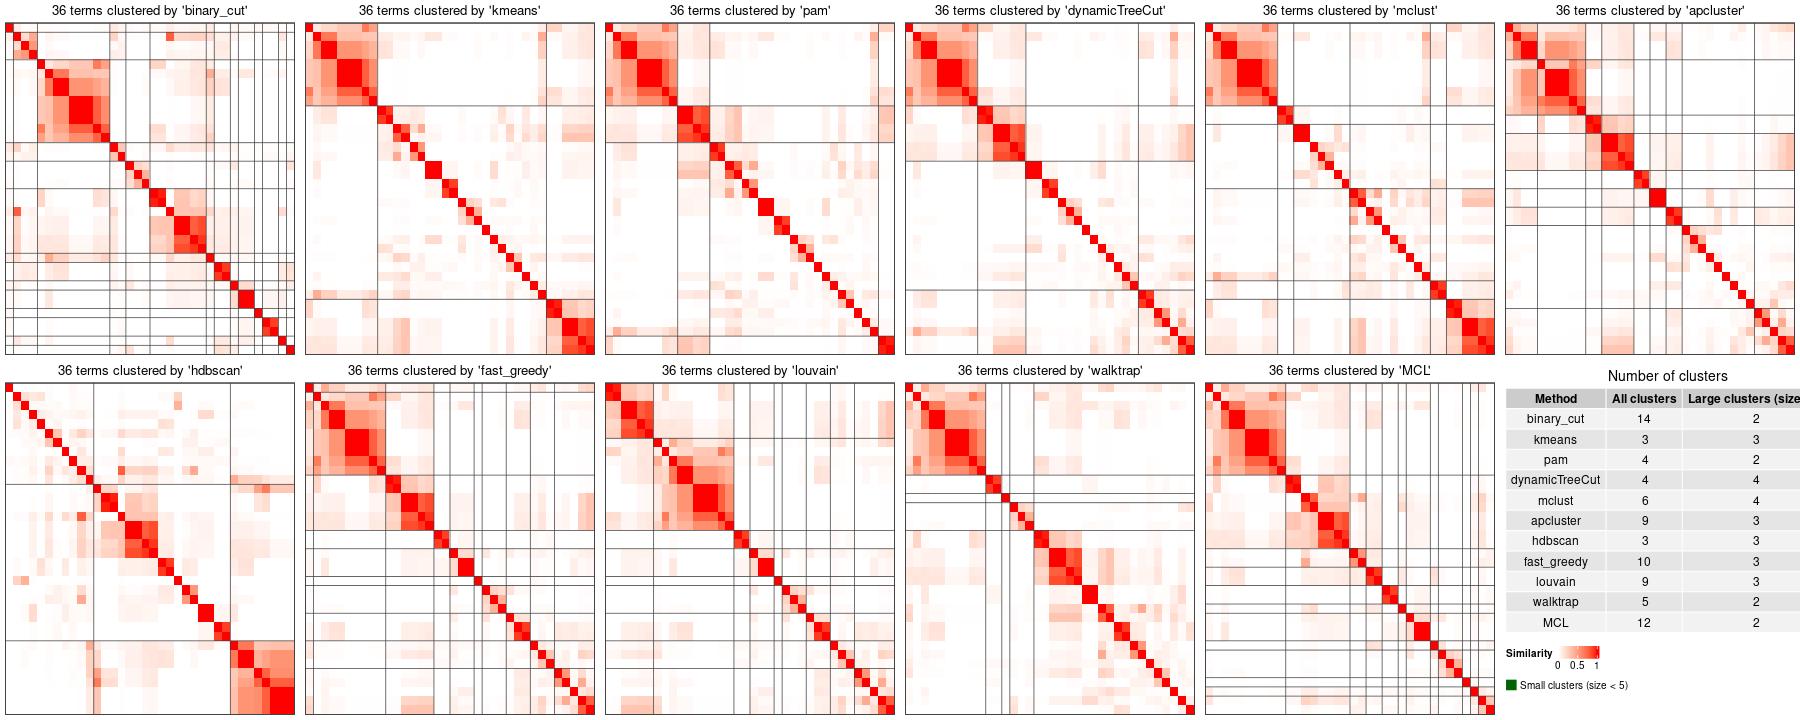 36 terms clustered by 'binary_cut'
36 terms clustered by 'kmeans'
36 terms clustered by 'pam'
36 terms clustered by 'dynamicTreeCut'
36 terms clustered by 'mclust'
36 terms clustered by 'apcluster'
36 terms clustered by 'hdbscan'
36 terms clustered by 'fast_greedy'
36 terms clustered by 'louvain'
36 terms clustered by 'walktrap'
36 terms clustered by 'MCL'
Number of clusters
Method All clusters Large clusters (size
binary_cut 14 2
kmeans 3 3
pam 4 2
dynamicTreeCut 4 4
mclust 6 4
apcluster 9 3
hdbscan 3 3
fast_greedy 10 3
louvain 9 3
walktrap 5 2
MCL 12 2
Similarity
0 0.5 1
Small clusters (size < 5)